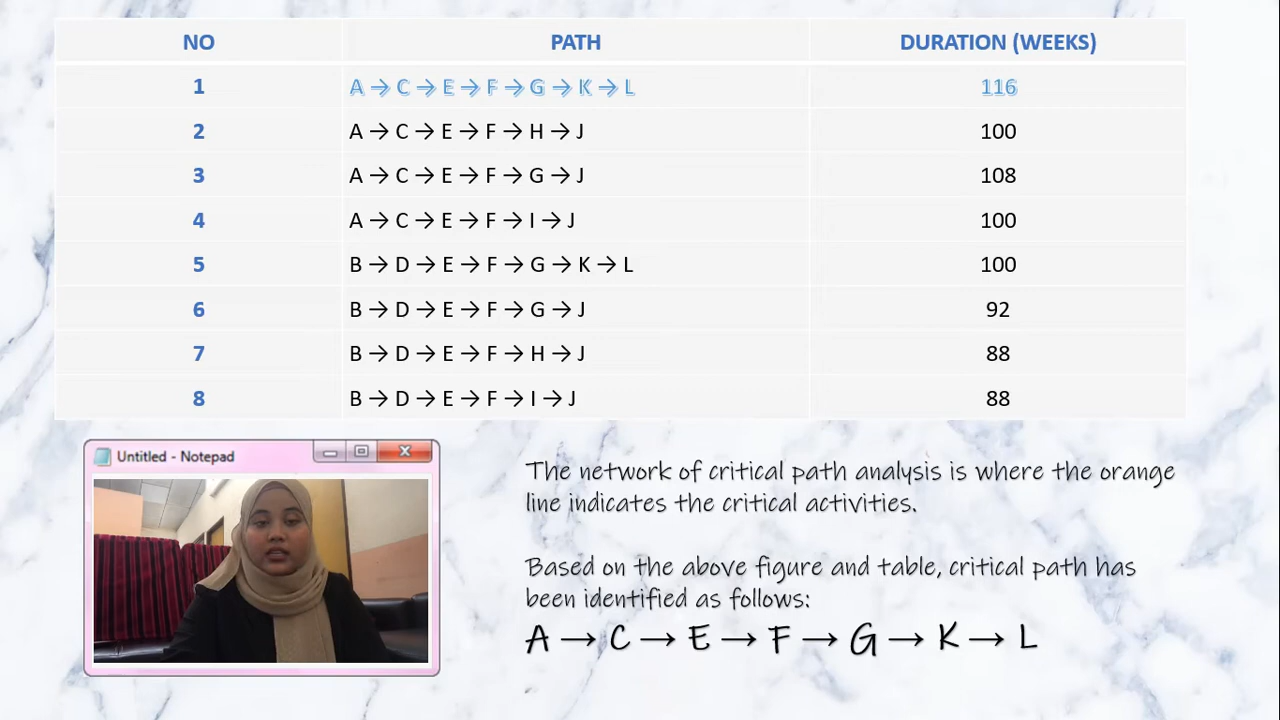 NO PATH DURATION (WEEKS)
1 A → C → E → F → G → K → L 116
2 A → C → E → F → H → J 100
3 A → C → E → F → G → J 108
4 A → C → E → F → I → J 100
5 B → D → E → F → G → K → L 100
6 B → D → E → F → G → J 92
7 B → D → E → F → H → J 88
8 B → D → E → F → I → J 88
Untitled - Notepad
The network of critical path analysis is where the orange
line indicates the critical activities.
Based on the above figure and table, critical path has
been identified as follows:
A → C → E → F → G → K → L